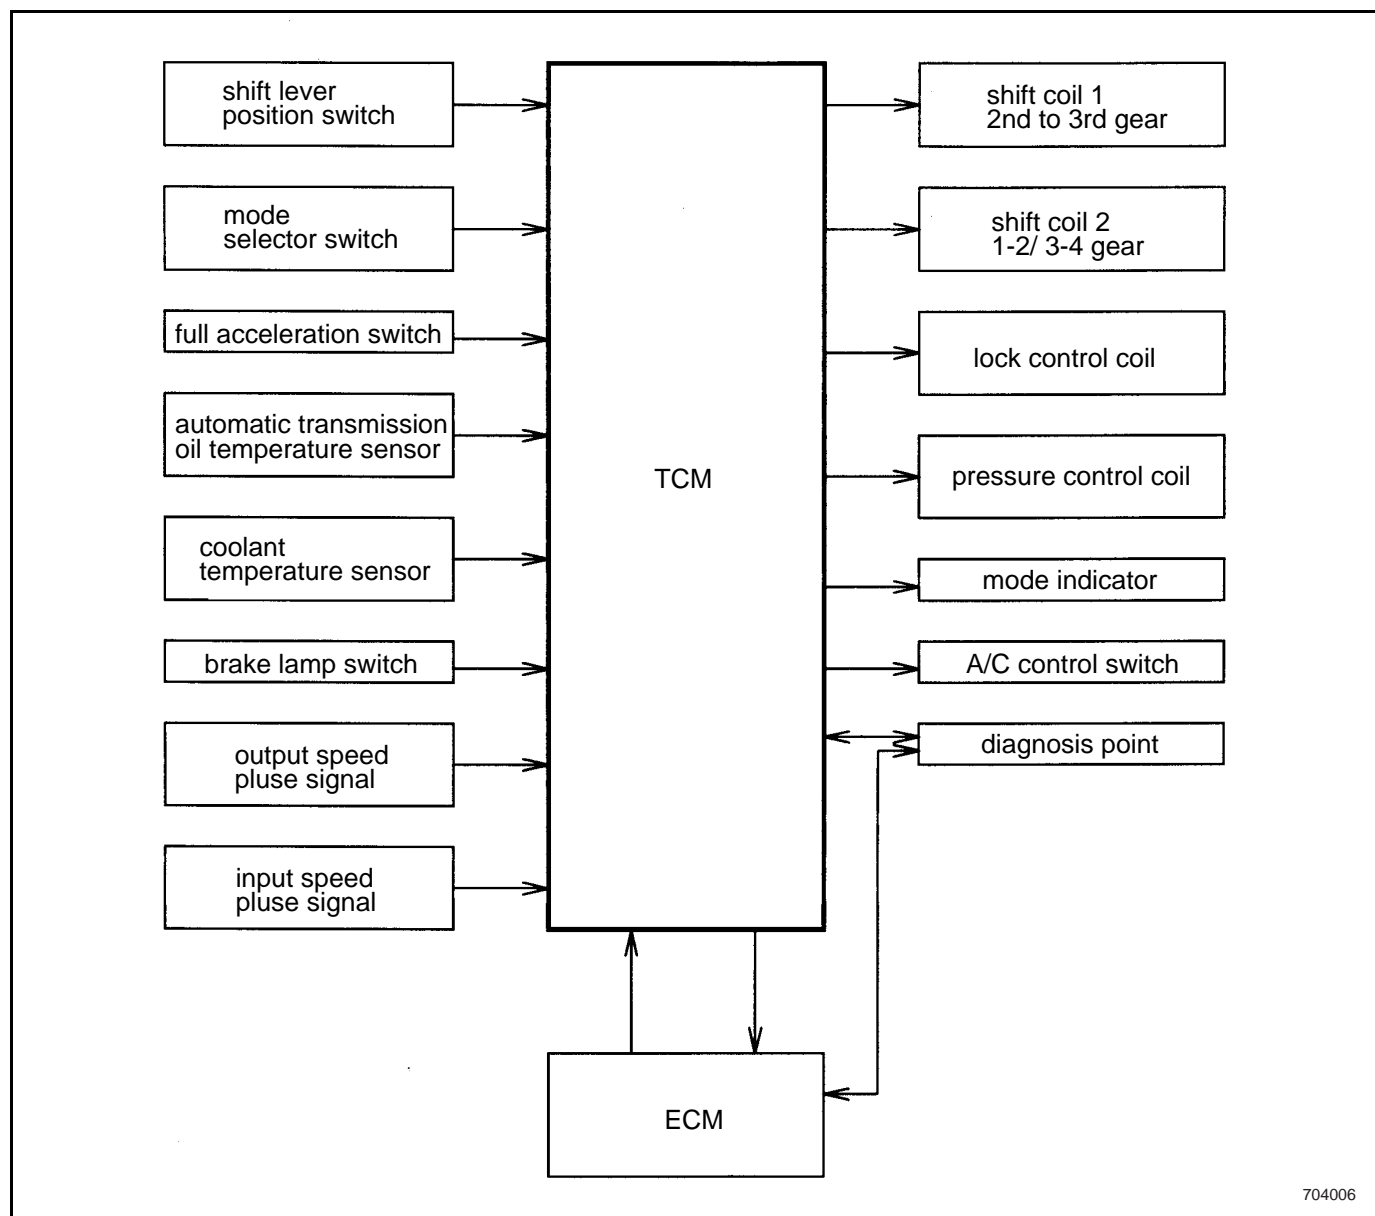 shift lever
position switch
mode
selector switch
full acceleration switch
automatic transmission
oil temperature sensor
coolant
temperature sensor
brake lamp switch
output speed
pluse signal
input speed
pluse signal
TCM
ECM
shift coil 1
2nd to 3rd gear
shift coil 2
1-2/ 3-4 gear
lock control coil
pressure control coil
mode indicator
A/C control switch
diagnosis point
704006